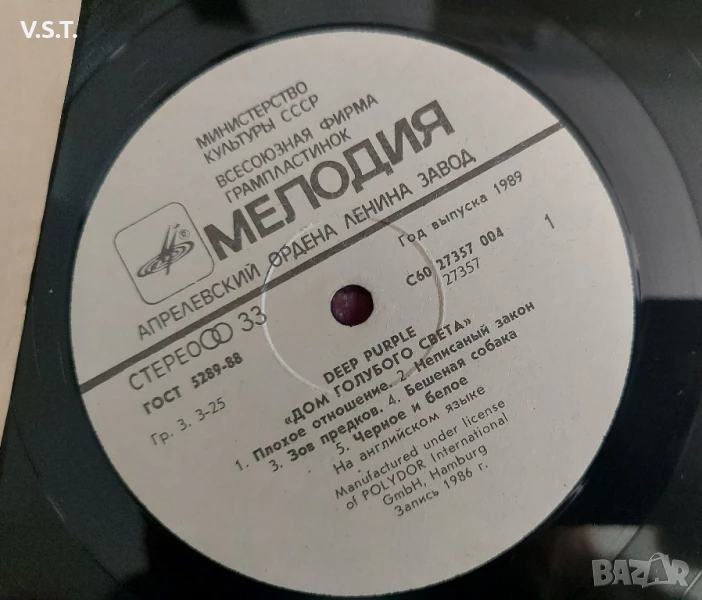 V.S.T.
МИНИСТЕРСТВО
КУЛЬТУРЫ СССР
ВСЕСОЮЗНАЯ ФИРМА
ГРАМПЛАСТИНОК
МЕЛОДИЯ
АПРЕЛЕВСКИЙ ОРДЕНА ЛЕНИНА ЗАВОД
СТЕРЕО 33
ГОСТ 5289-88
Гр. 3. 3-25
Год выпуска 1989
С60 27357 004
27357
1
DEEP PURPLE
«ДОМ ГОЛУБОГО СВЕТА»
1. Плохое отношение. 2. Неписаный закон
3. Зов предков. 4. Бешеная собака
5. Черное и белое
На английском языке
Manufactured under license
of POLYDOR International
GmbH, Hamburg
Запись 1986 г.
BAZAR